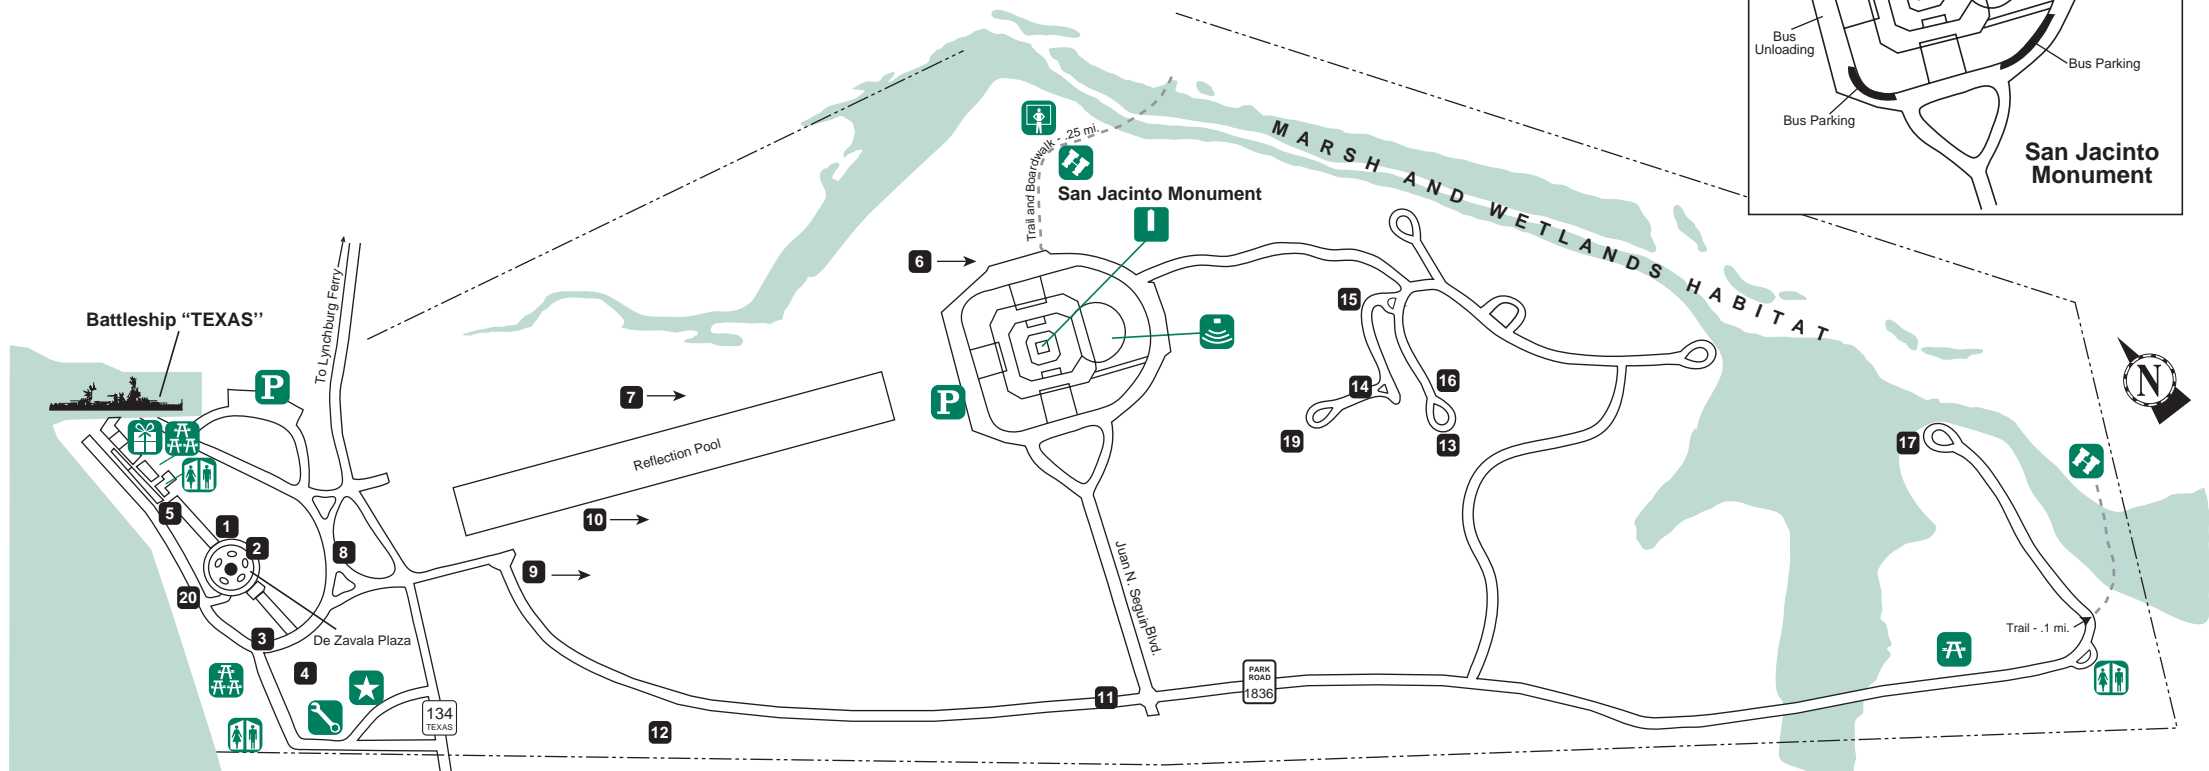 Bus
Unloading
Bus Parking
Bus Parking
San Jacinto
Monument
Trail and Boardwalk - .25 mi.
MARSH AND WETLANDS HABITAT
San Jacinto Monument
6
To Lynchburg Ferry
Battleship “TEXAS’’
15
P
7
P
14
16
N
Reflection Pool
19
13
17
5
10
1
2
8
9
Juan N. Seguin Blvd.
20
3
De Zavala Plaza
Trail - .1 mi.
4
PARK
ROAD
1836
11
134
TEXAS
12